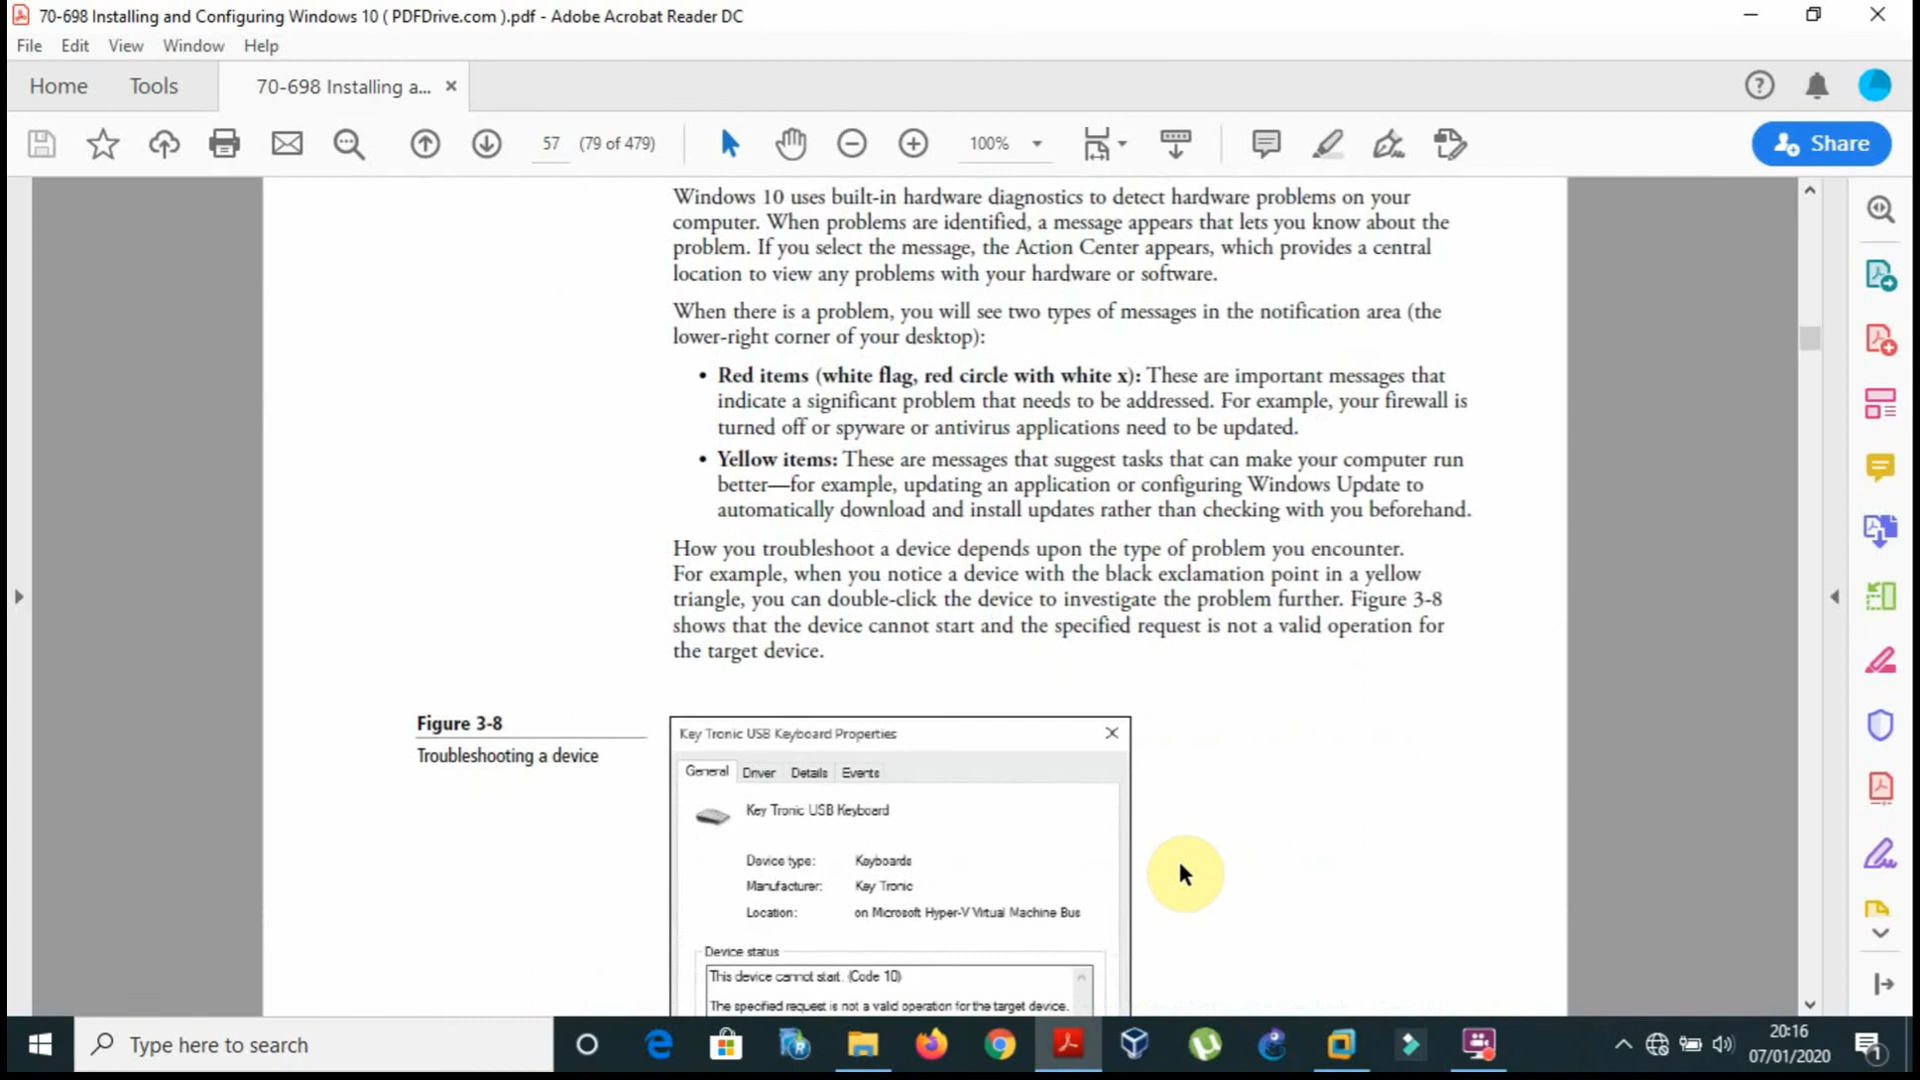 70-698 Installing and Configuring Windows 10 ( PDFDrive.com ).pdf - Adobe Acrobat Reader DC
File Edit View Window Help
Home Tools 70-698 Installing a...
57 (79 of 479) 100% Share
Windows 10 uses built-in hardware diagnostics to detect hardware problems on your
computer. When problems are identified, a message appears that lets you know about the
problem. If you select the message, the Action Center appears, which provides a central
location to view any problems with your hardware or software.
When there is a problem, you will see two types of messages in the notification area (the
lower-right corner of your desktop):
• Red items (white flag, red circle with white x): These are important messages that
indicate a significant problem that needs to be addressed. For example, your firewall is
turned off or spyware or antivirus applications need to be updated.
• Yellow items: These are messages that suggest tasks that can make your computer run
better—for example, updating an application or configuring Windows Update to
automatically download and install updates rather than checking with you beforehand.
How you troubleshoot a device depends upon the type of problem you encounter.
For example, when you notice a device with the black exclamation point in a yellow
triangle, you can double-click the device to investigate the problem further. Figure 3-8
shows that the device cannot start and the specified request is not a valid operation for
the target device.
Figure 3-8
Troubleshooting a device
Key Tronic USB Keyboard Properties
General Driver Details Events
Key Tronic USB Keyboard
Device type: Keyboards
Manufacturer: Key Tronic
Location: on Microsoft Hyper-V Virtual Machine Bus
Device status
This device cannot start. (Code 10)
The specified request is not a valid operation for the target device.
Type here to search
20:16
07/01/2020
1